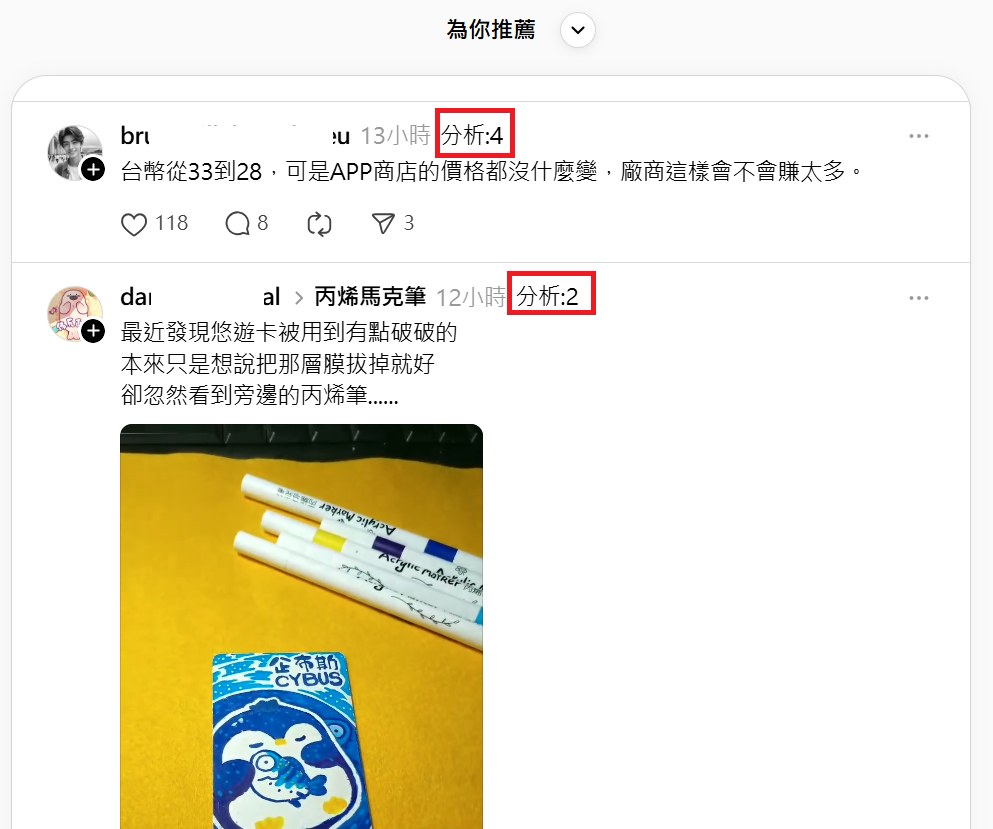 為你推薦
bru eu 13小時 分析:4
台幣從33到28，可是APP商店的價格都沒什麼變，廠商這樣會不會賺太多。
118 8 3
dan al > 丙烯馬克筆 12小時 分析:2
最近發現悠遊卡被用到有點破破的
本來只是想說把那層膜拔掉就好
卻忽然看到旁邊的丙烯筆......
Acrylic Marker
Acrylic marker
企布斯
CYBUS